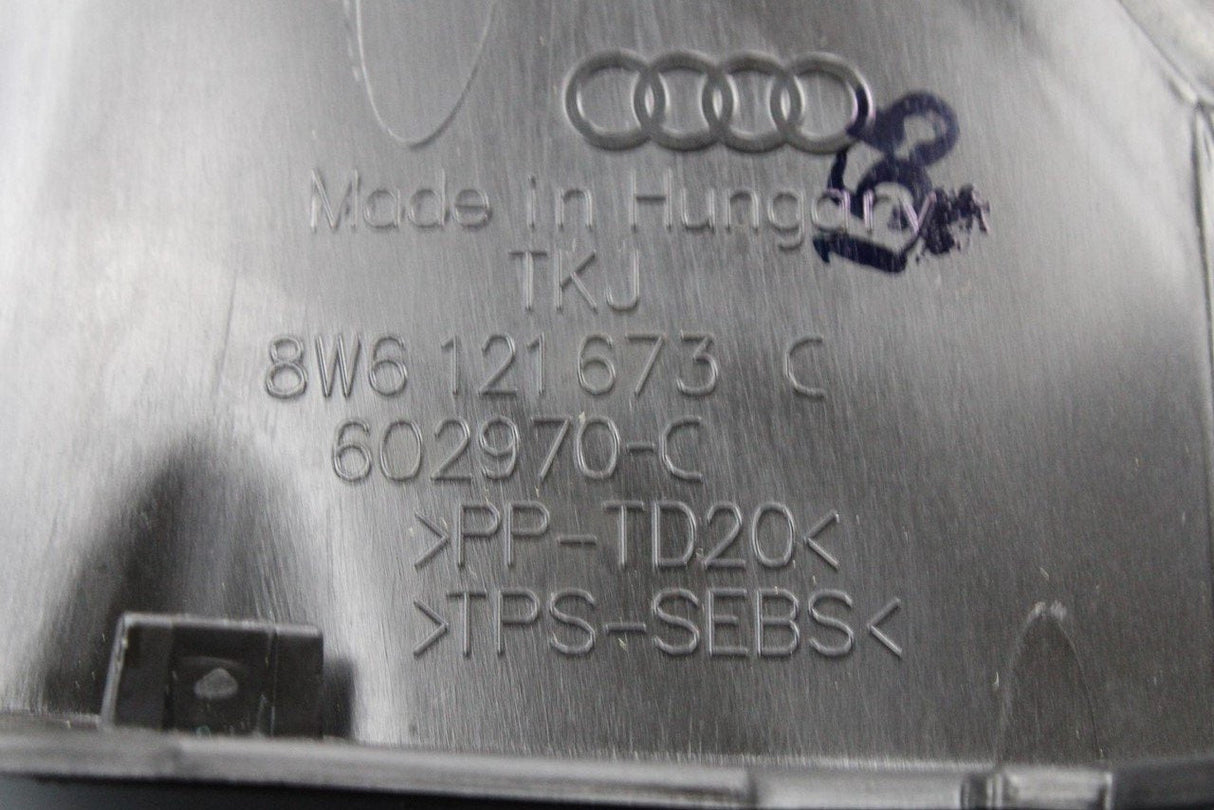 Made in Hungary
TKJ
8W6 121 673 C
602970-C
>PP-TD20<
>TPS-SEBS<